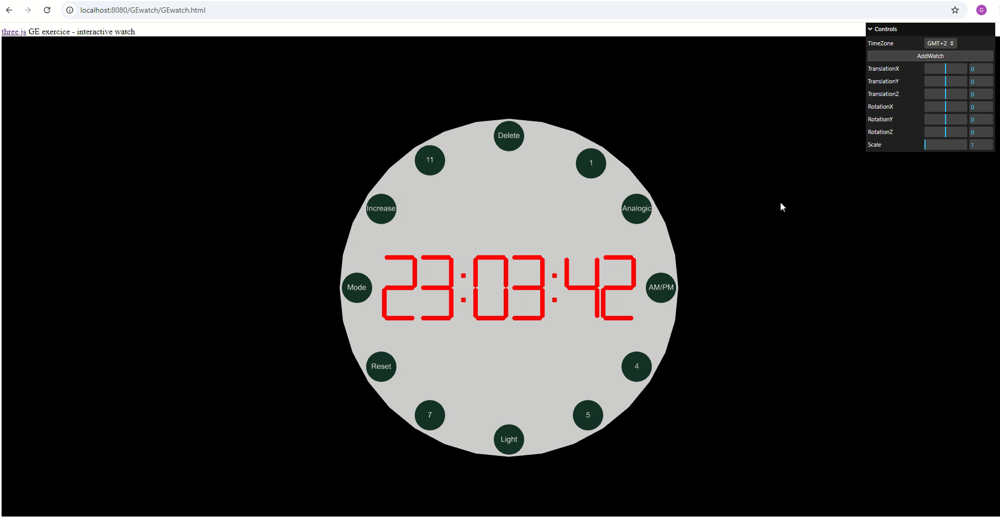 localhost:8080/GEwatch/GEwatch.html
G
three.js GE exercice - interactive watch
Controls
TimeZone GMT+2
AddWatch
TranslationX 0
TranslationY 0
TranslationZ 0
RotationX 0
RotationY 0
RotationZ 0
Scale 1
Delete
11
1
Increase
Analogic
Mode
23:03:42
AM/PM
Reset
4
7
5
Light